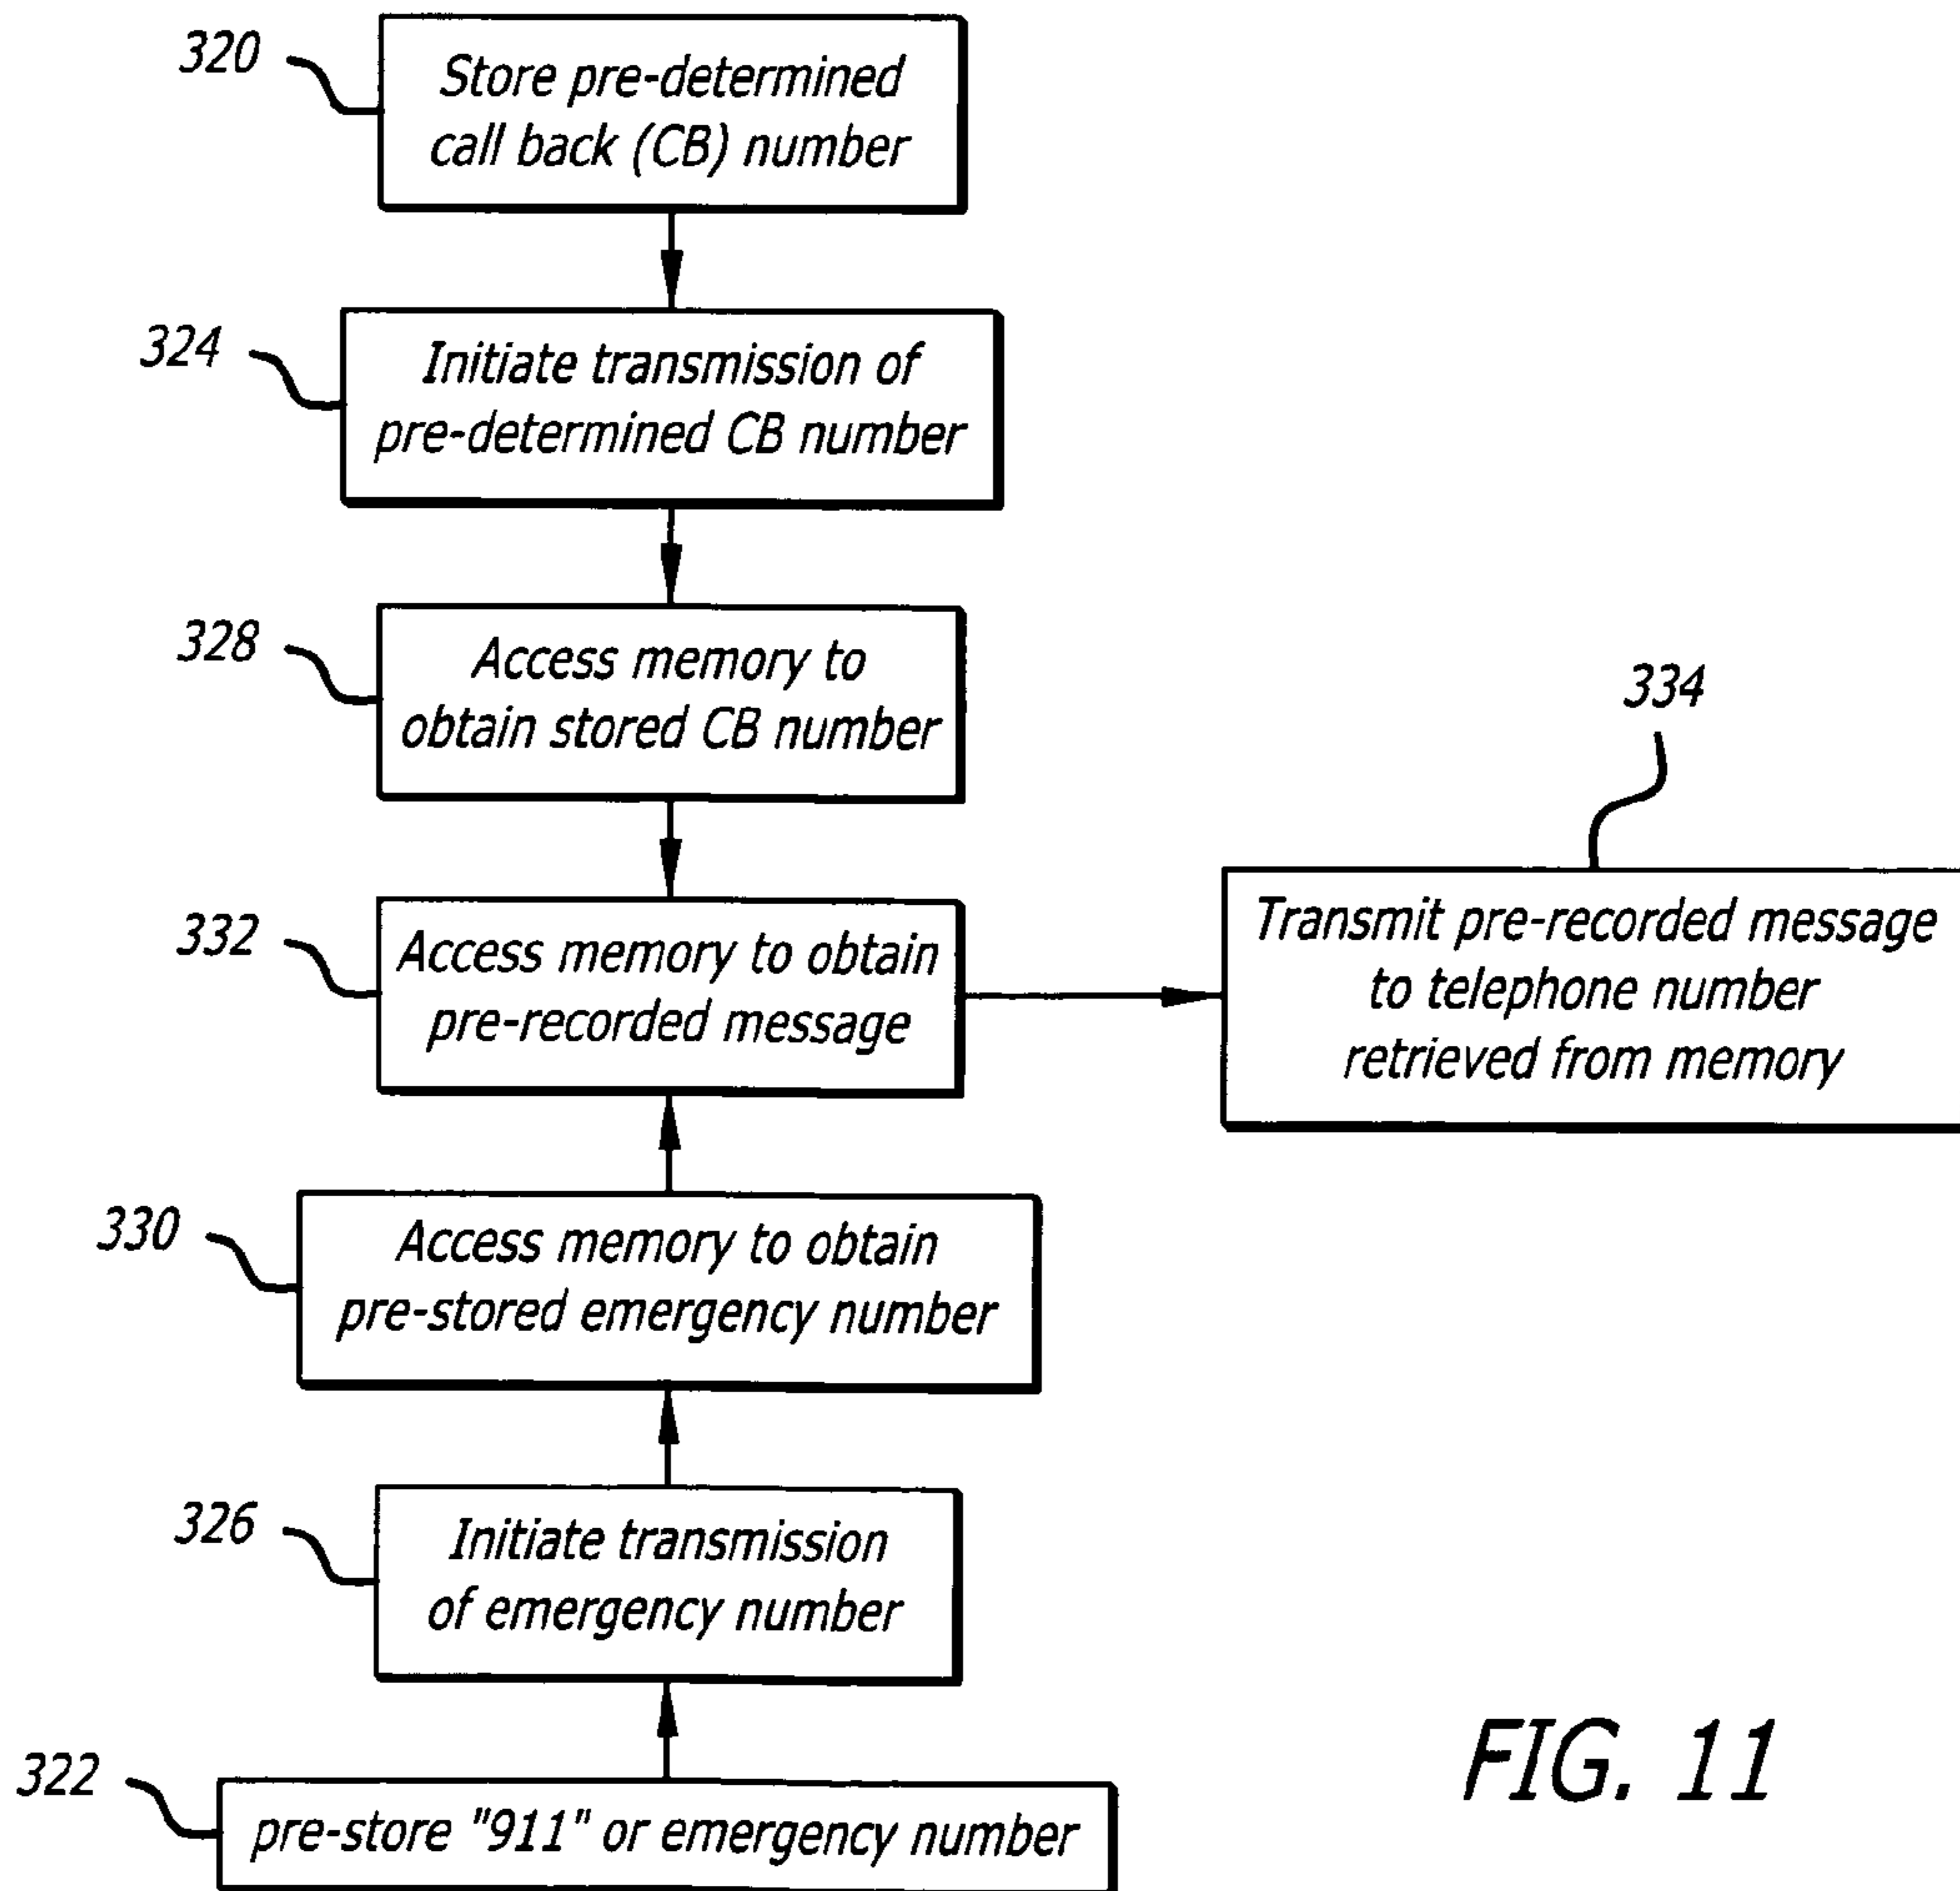 320
Store pre-determined
call back (CB) number
324
Initiate transmission of
pre-determined CB number
328
Access memory to
obtain stored CB number
332
Access memory to obtain
pre-recorded message
334
Transmit pre-recorded message
to telephone number
retrieved from memory
330
Access memory to obtain
pre-stored emergency number
326
Initiate transmission
of emergency number
322
pre-store "911" or emergency number
FIG. 11